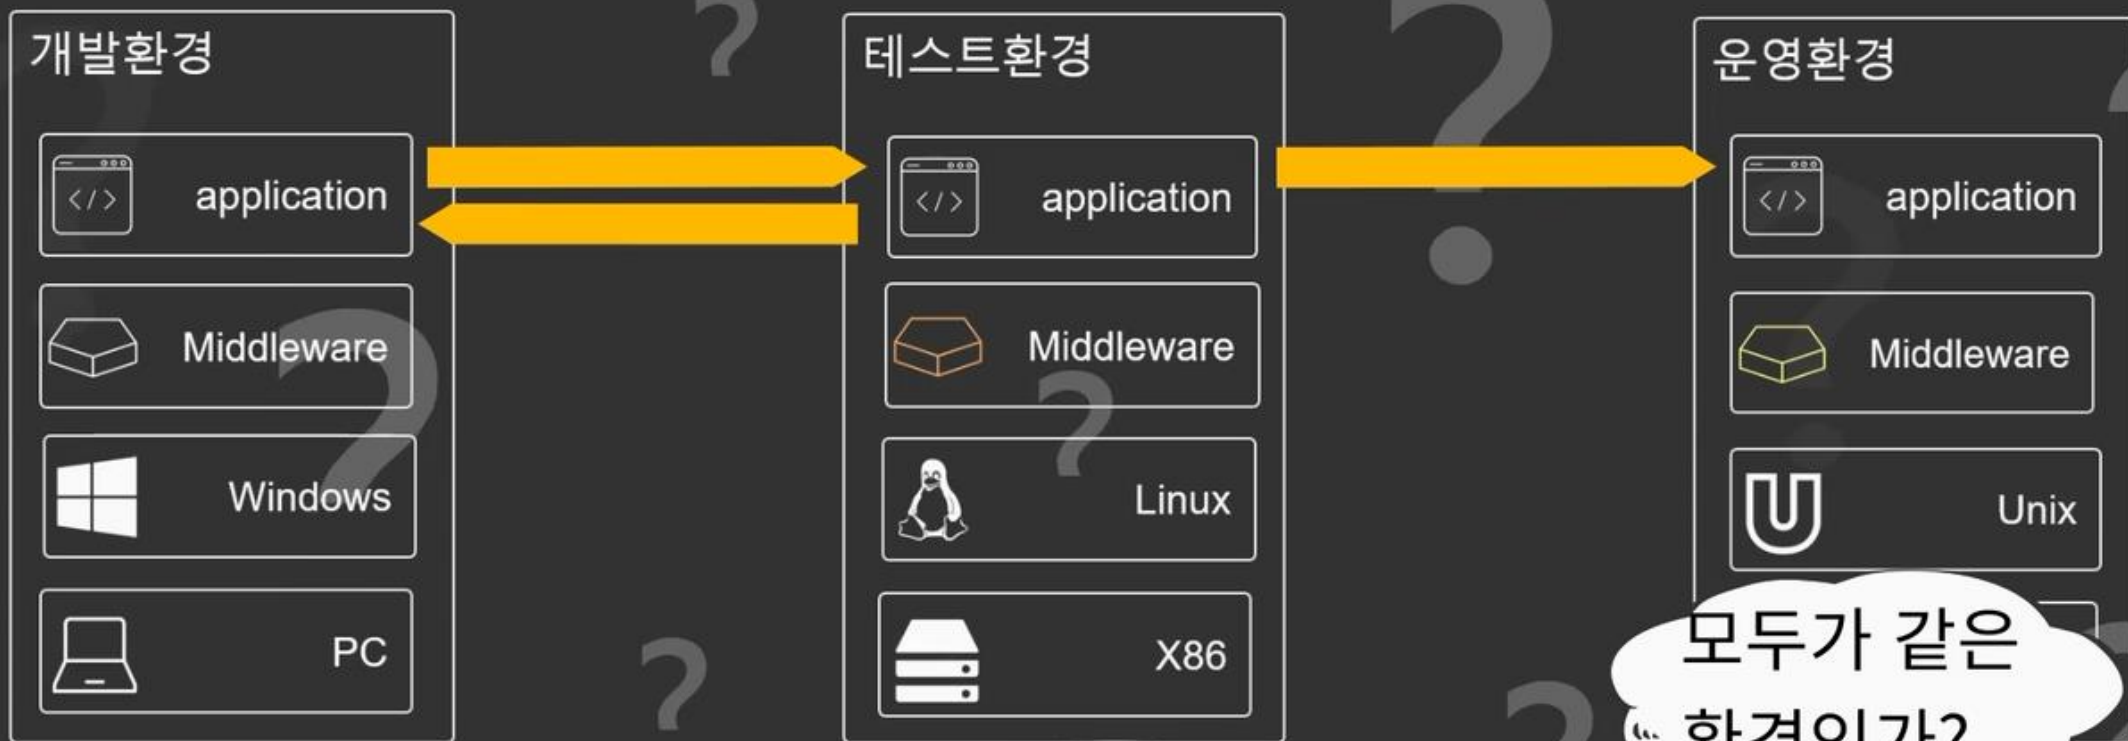 개발환경
application
Middleware
Windows
PC
테스트환경
application
Middleware
Linux
X86
운영환경
application
Middleware
Unix
모두가 같은
환경인가?